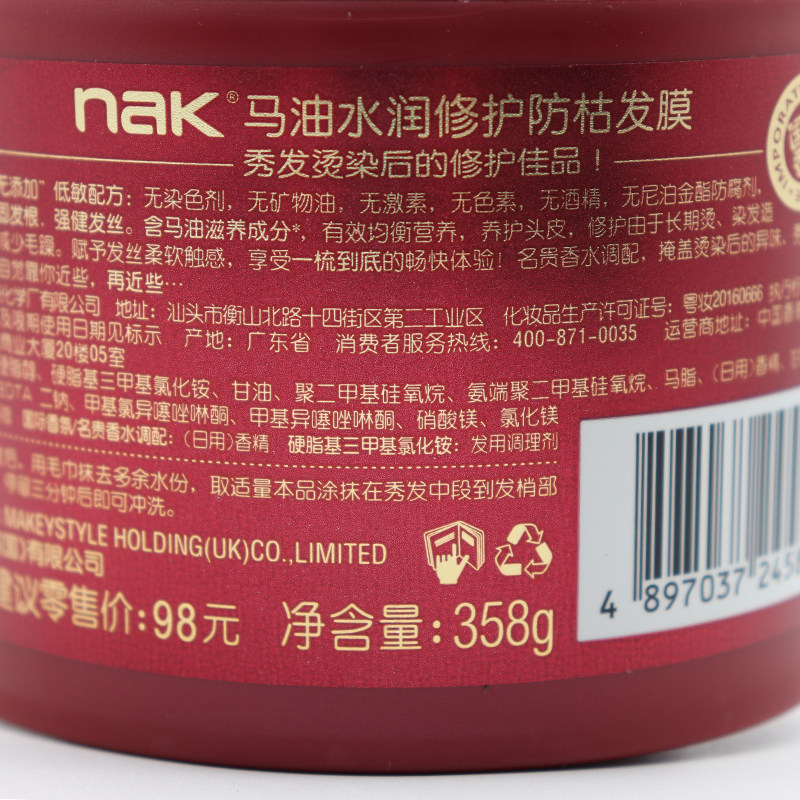 nak® 马油水润修护防枯发膜
秀发烫染后的修护佳品！
无添加" 低敏配方：无染色剂，无矿物油，无激素，无色素，无酒精，无尼泊金酯防腐剂，
固发根，强健发丝。含马油滋养成分*，有效均衡营养，养护头皮，修护由于长期烫、染发造
减少毛躁。赋予发丝柔软触感，享受一梳到底的畅快体验！名贵香水调配，掩盖烫染后的异味，
自觉靠你近些，再近些…
化学厂有限公司 地址：汕头市衡山北路十四街区第二工业区 化妆品生产许可证号：粤妆20160666
及限期使用日期见标示 产地：广东省 消费者服务热线：400-871-0035 运营商地址：中国香港
商业大厦20楼05室
硬脂基三甲基氯化铵、甘油、聚二甲基硅氧烷、氨端聚二甲基硅氧烷、马脂、（日用）香精、
EDTA 二钠、甲基氯异噻唑啉酮、甲基异噻唑啉酮、硝酸镁、氯化镁
国际香氛/名贵香水调配：（日用）香精 硬脂基三甲基氯化铵：发用调理剂
用毛巾抹去多余水份，取适量本品涂抹在秀发中段到发梢部
停留三分钟后即可冲洗。
MAKEYSTYLE HOLDING(UK)CO.,LIMITED
有限公司
建议零售价：98元 净含量：358g
4 897037 245